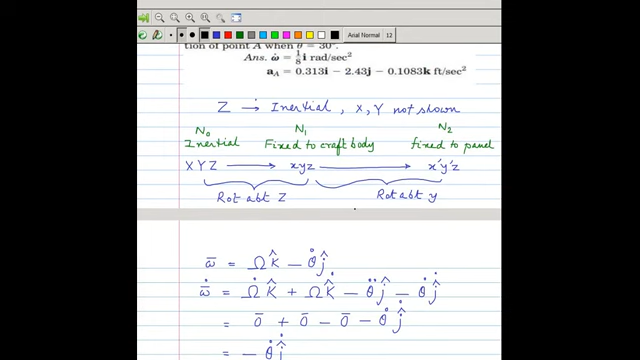 Arial Normal 12
tion of point A when θ = 30°.
Ans. ω̇ = 1/8 i rad/sec²
a_A = 0.313i − 2.43j − 0.1083k ft/sec²
Z → Inertial, X, Y not shown
N₀ N₁ N₂
Inertial Fixed to craft body fixed to panel
XYZ → xyz → x'y'z
Rot abt Z Rot abt y
ω̄ = Ω k̂ − θ̇ ĵ
ω̄̇ = Ω̇ k̂ + Ω k̂̇ − θ̈ ĵ − θ̇ ĵ̇
= 0̄ + 0̄ − 0̄ − θ̇ ĵ̇
= − θ̇ ĵ̇